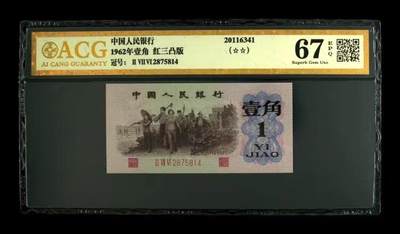 ACG
AI CANG GUARANTY
中国人民银行
1962年壹角 红三凸版
冠号: Ⅱ Ⅶ Ⅵ 2875814
20116341
(☆☆)
67 EPQ
Superb Gem Unc
中國人民銀行
壹角
1
YI
JIAO
Ⅱ Ⅶ Ⅵ 2875814